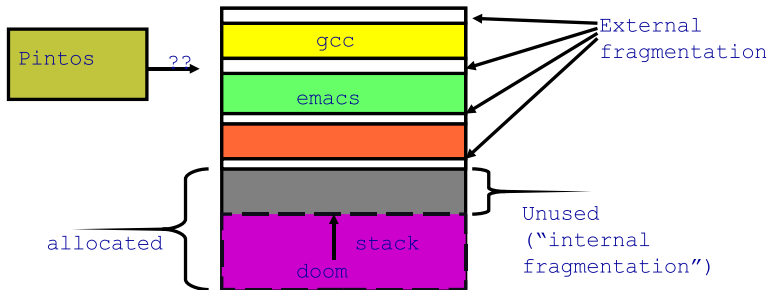 Pintos
??
gcc
emacs
External
fragmentation
allocated
stack
doom
Unused
(“internal
fragmentation”)